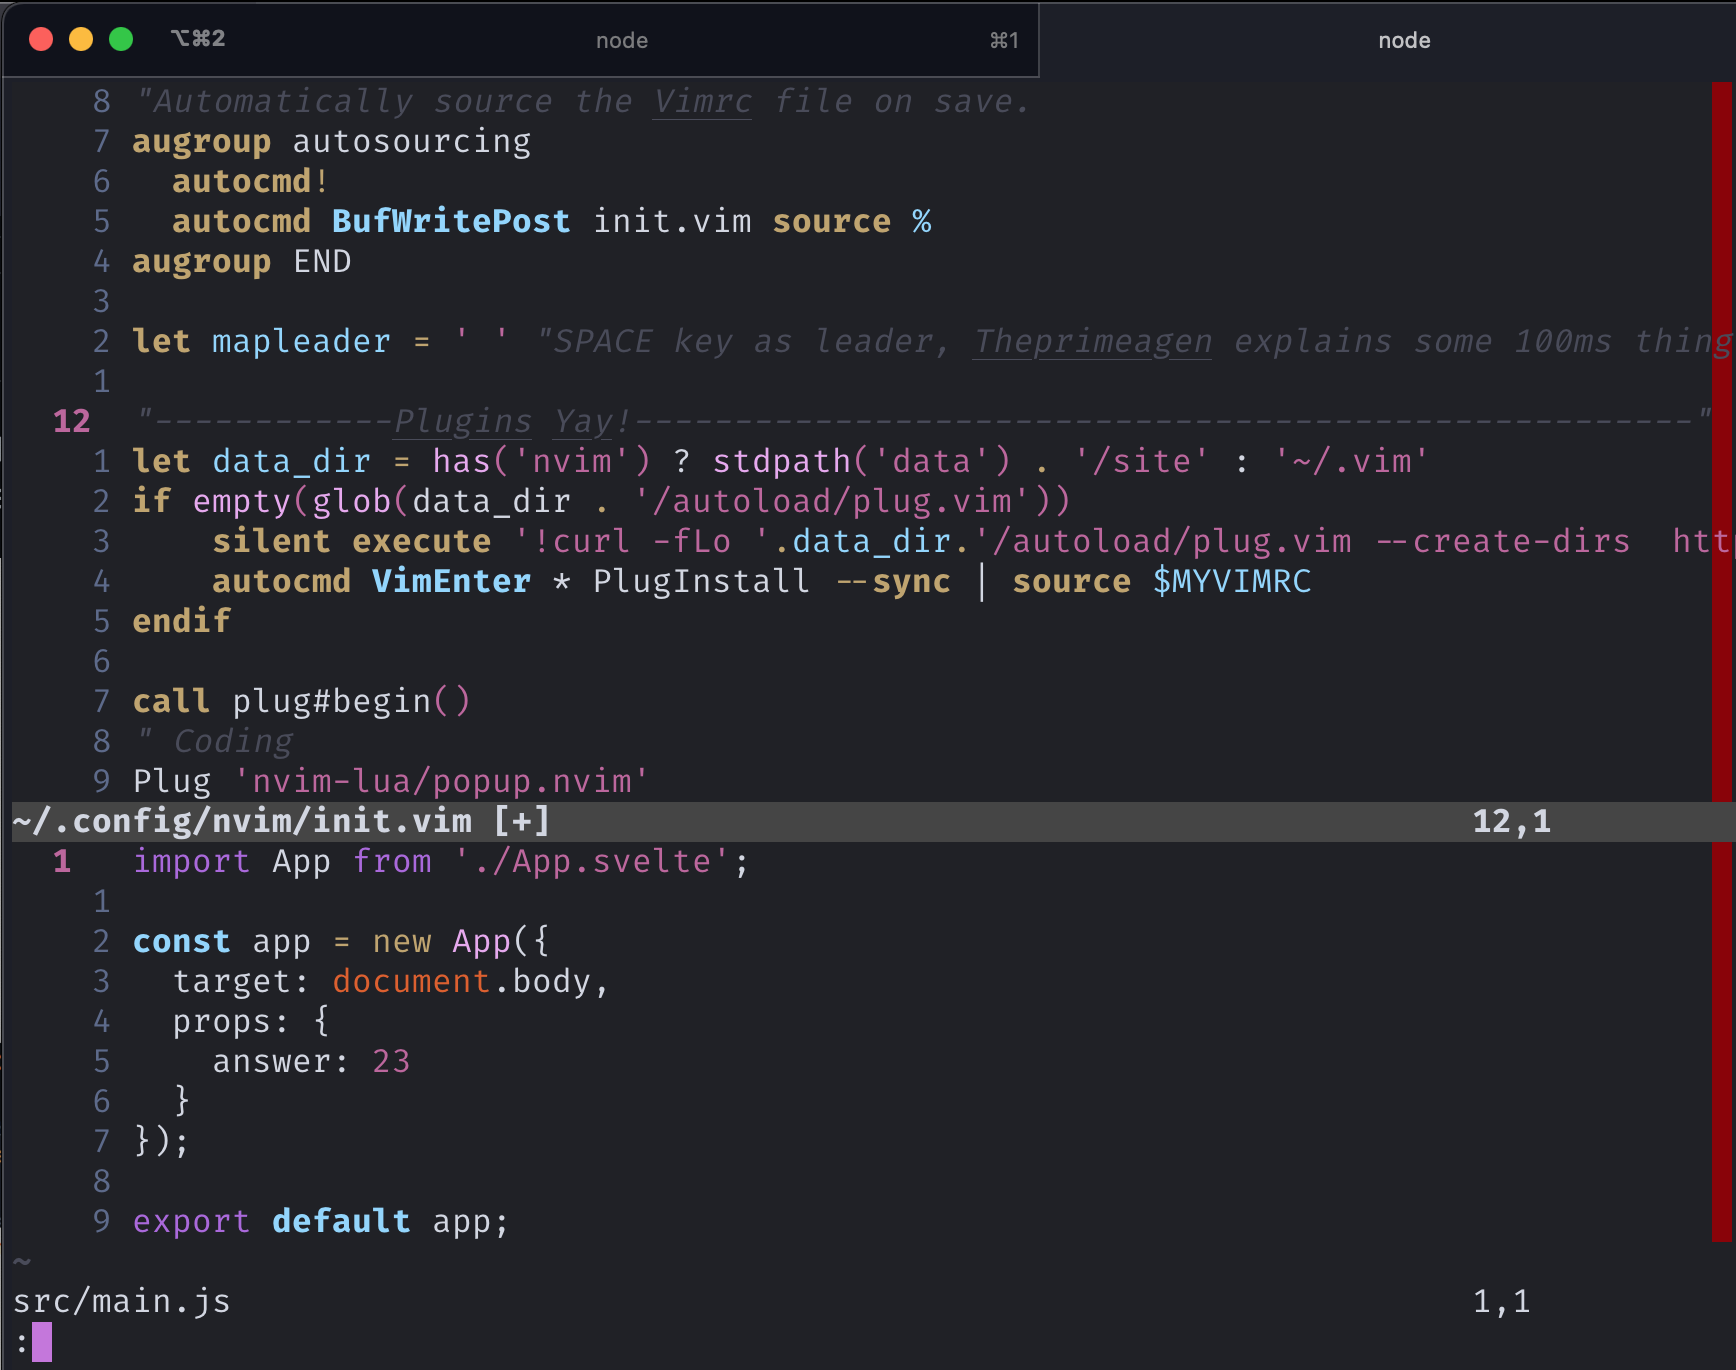 ⌥⌘2 node ⌘1 node
8 "Automatically source the Vimrc file on save.
7 augroup autosourcing
6   autocmd!
5   autocmd BufWritePost init.vim source %
4 augroup END
3
2 let mapleader = ' ' "SPACE key as leader, Theprimeagen explains some 100ms thing
1
12 "------------Plugins Yay!-----------------------------------------------------"
1 let data_dir = has('nvim') ? stdpath('data') . '/site' : '~/.vim'
2 if empty(glob(data_dir . '/autoload/plug.vim'))
3     silent execute '!curl -fLo '.data_dir.'/autoload/plug.vim --create-dirs  htt
4     autocmd VimEnter * PlugInstall --sync | source $MYVIMRC
5 endif
6
7 call plug#begin()
8 " Coding
9 Plug 'nvim-lua/popup.nvim'
~/.config/nvim/init.vim [+] 12,1
1 import App from './App.svelte';
1
2 const app = new App({
3   target: document.body,
4   props: {
5     answer: 23
6   }
7 });
8
9 export default app;
~
src/main.js 1,1
: